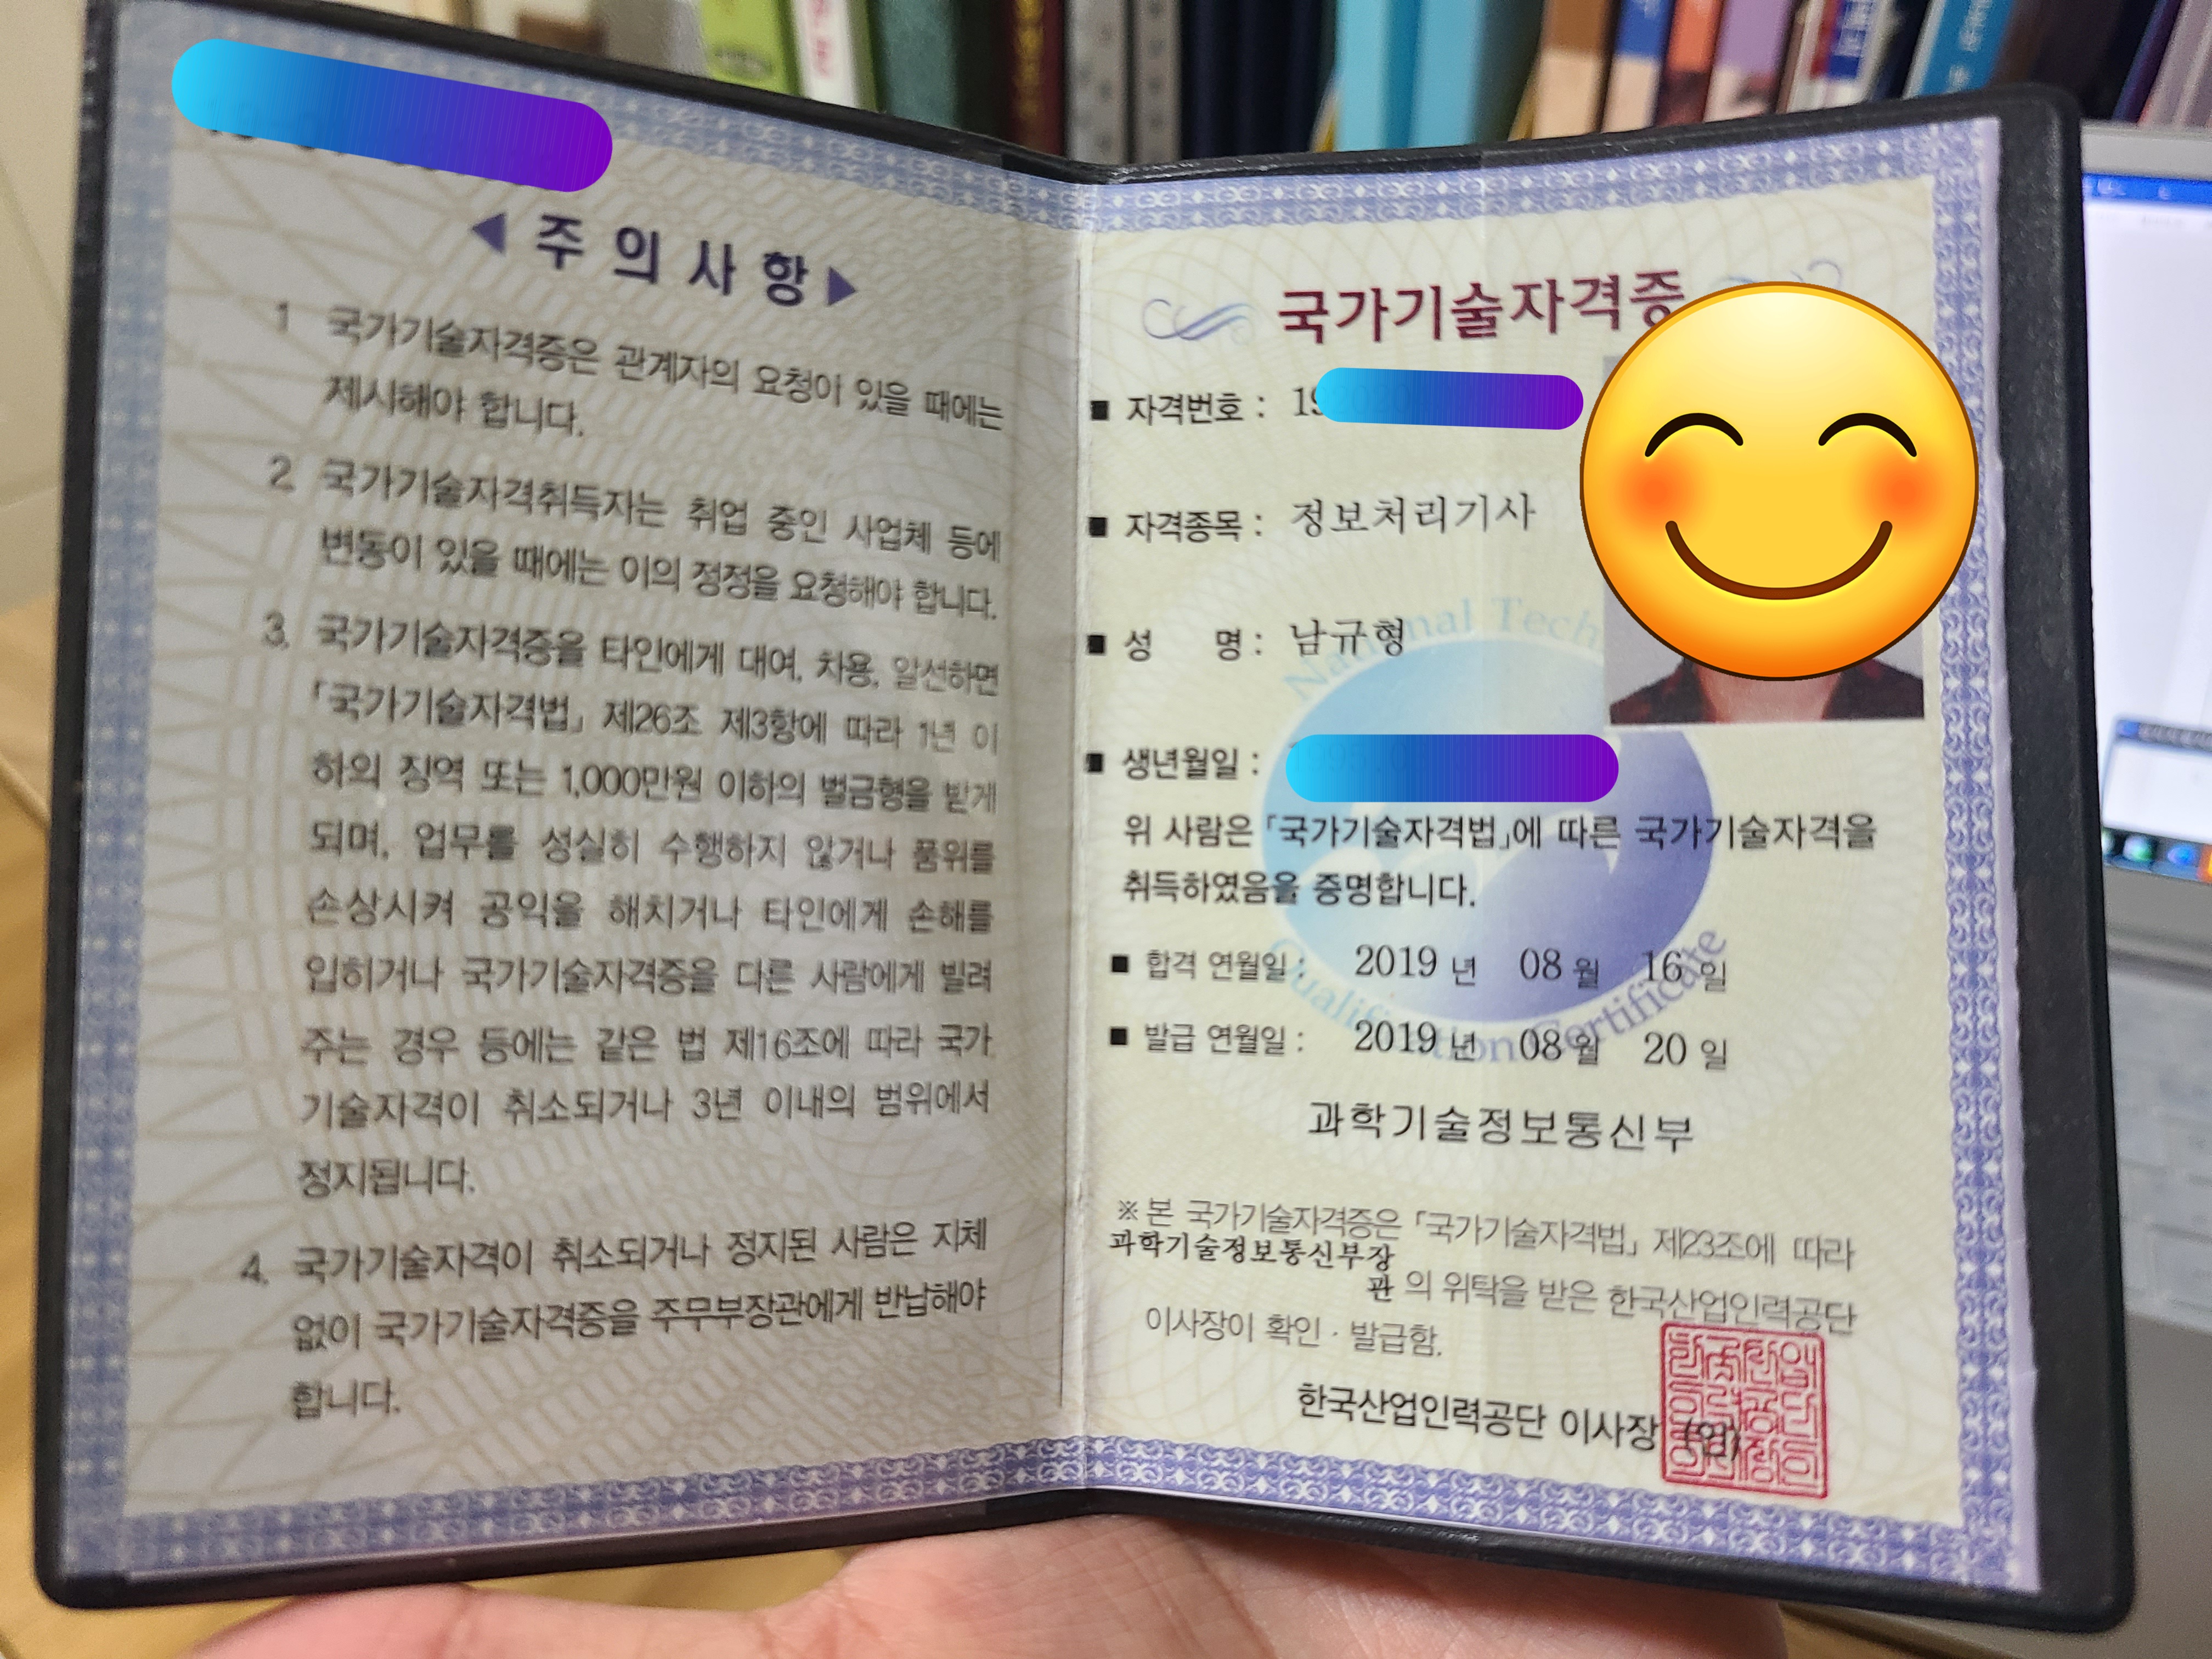 ◀ 주 의 사 항 ▶
1 국가기술자격증은 관계자의 요청이 있을 때에는
제시해야 합니다.
2. 국가기술자격취득자는 취업 중인 사업체 등에
변동이 있을 때에는 이의 정정을 요청해야 합니다.
3. 국가기술자격증을 타인에게 대여, 차용, 알선하면
「국가기술자격법」 제26조 제3항에 따라 1년 이
하의 징역 또는 1,000만원 이하의 벌금형을 받게
되며, 업무를 성실히 수행하지 않거나 품위를
손상시켜 공익을 해치거나 타인에게 손해를
입히거나 국가기술자격증을 다른 사람에게 빌려
주는 경우 등에는 같은 법 제16조에 따라 국가
기술자격이 취소되거나 3년 이내의 범위에서
정지됩니다.
4. 국가기술자격이 취소되거나 정지된 사람은 지체
없이 국가기술자격증을 주무부장관에게 반납해야
합니다.
국가기술자격증
■ 자격번호 : 19
■ 자격종목 : 정보처리기사
■ 성 명 : 남규형
■ 생년월일 :
위 사람은「국가기술자격법」에 따른 국가기술자격을
취득하였음을 증명합니다.
■ 합격 연월일 : 2019 년 08 월 16 일
■ 발급 연월일 : 2019 년 08 월 20 일
National Tech
Qualification Certificate
과학기술정보통신부
※ 본 국가기술자격증은 「국가기술자격법」 제23조에 따라
과학기술정보통신부장
관 의 위탁을 받은 한국산업인력공단
이사장이 확인 · 발급함.
한국산업인력공단 이사장 (인)